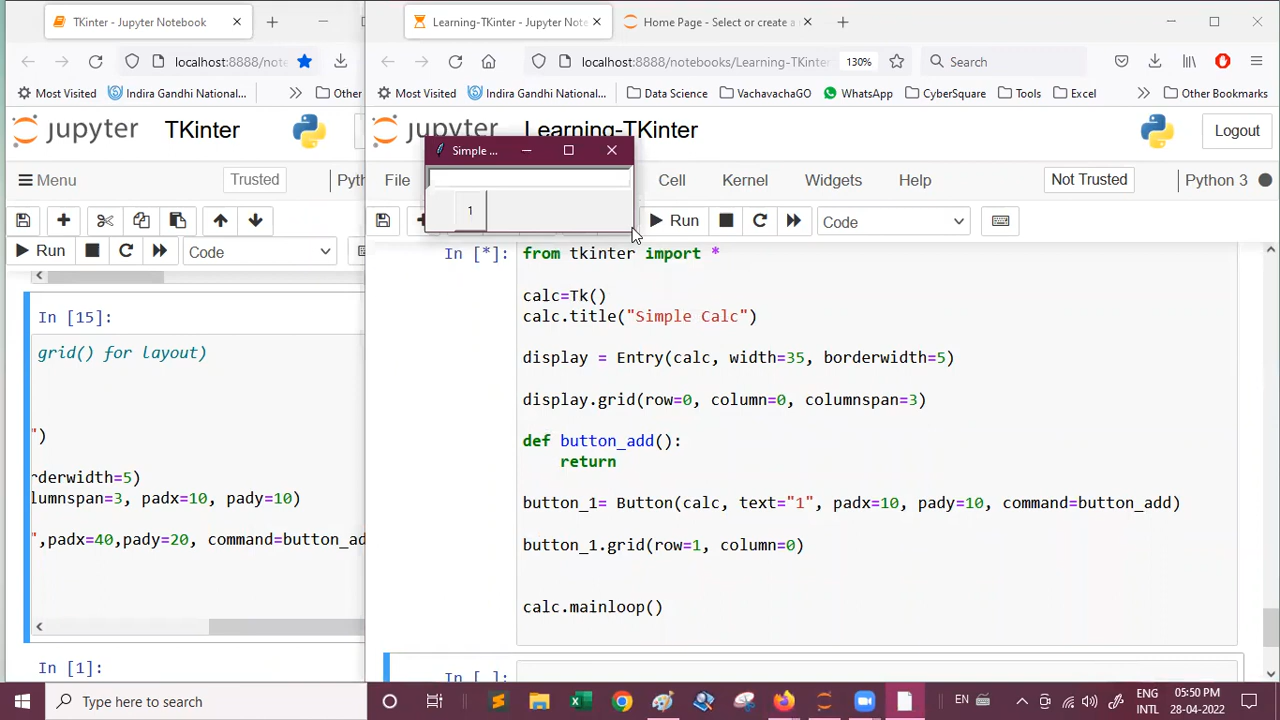 TKinter - Jupyter Notebook
localhost:8888/note
Most Visited
Indira Gandhi National...
Other
jupyter
TKinter
Menu
Trusted
Pyth
Run
Code
In [15]:
grid() for layout)
")
rderwidth=5)
lumnspan=3, padx=10, pady=10)
",padx=40,pady=20, command=button_ad
In [1]:
Learning-TKinter - Jupyter Note
Home Page - Select or create a
localhost:8888/notebooks/Learning-TKinter
130%
Search
Most Visited
Indira Gandhi National...
Data Science
VachavachaGO
WhatsApp
CyberSquare
Tools
Excel
Other Bookmarks
jupyter
Learning-TKinter
Logout
Simple ...
1
File
Cell
Kernel
Widgets
Help
Not Trusted
Python 3
Run
Code
In [*]:
from tkinter import *
calc=Tk()
calc.title("Simple Calc")
display = Entry(calc, width=35, borderwidth=5)
display.grid(row=0, column=0, columnspan=3)
def button_add():
return
button_1= Button(calc, text="1", padx=10, pady=10, command=button_add)
button_1.grid(row=1, column=0)
calc.mainloop()
In [ ]:
Type here to search
EN
ENG
INTL
05:50 PM
28-04-2022